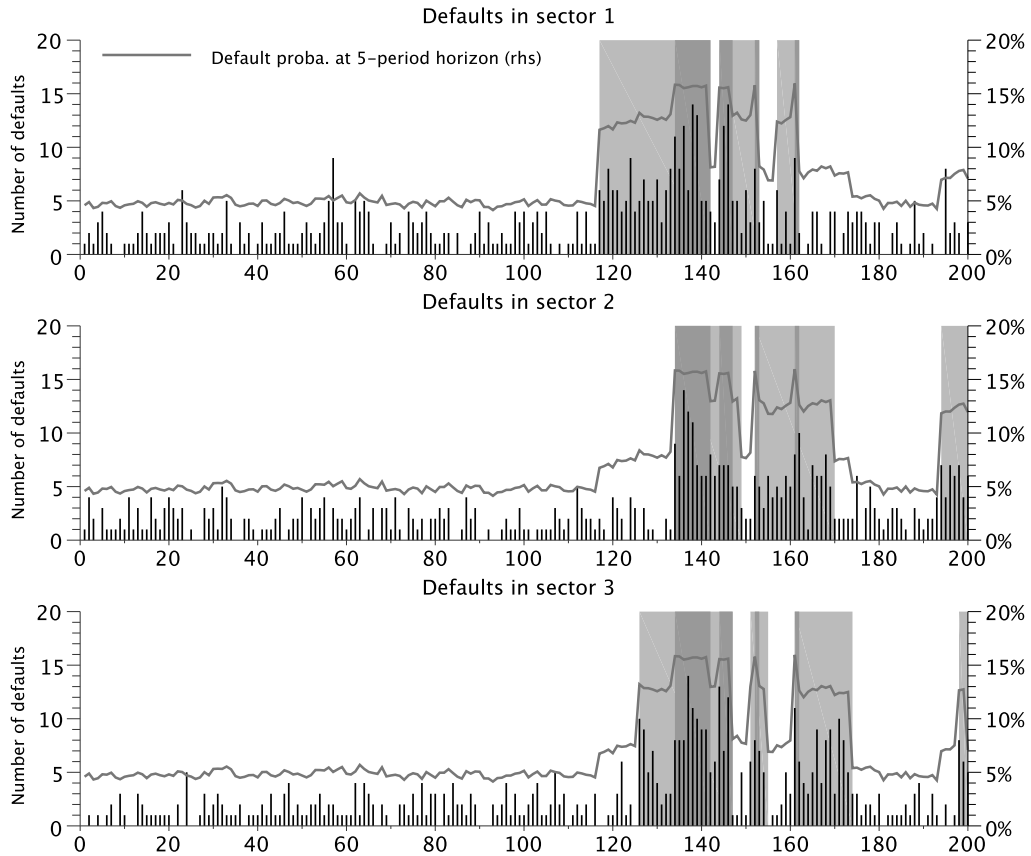 Defaults in sector 1
Number of defaults
Default proba. at 5-period horizon (rhs)
20 20%
15 15%
10 10%
5 5%
0 0%
0 20 40 60 80 100 120 140 160 180 200
Defaults in sector 2
Number of defaults
20 20%
15 15%
10 10%
5 5%
0 0%
0 20 40 60 80 100 120 140 160 180 200
Defaults in sector 3
Number of defaults
20 20%
15 15%
10 10%
5 5%
0 0%
0 20 40 60 80 100 120 140 160 180 200